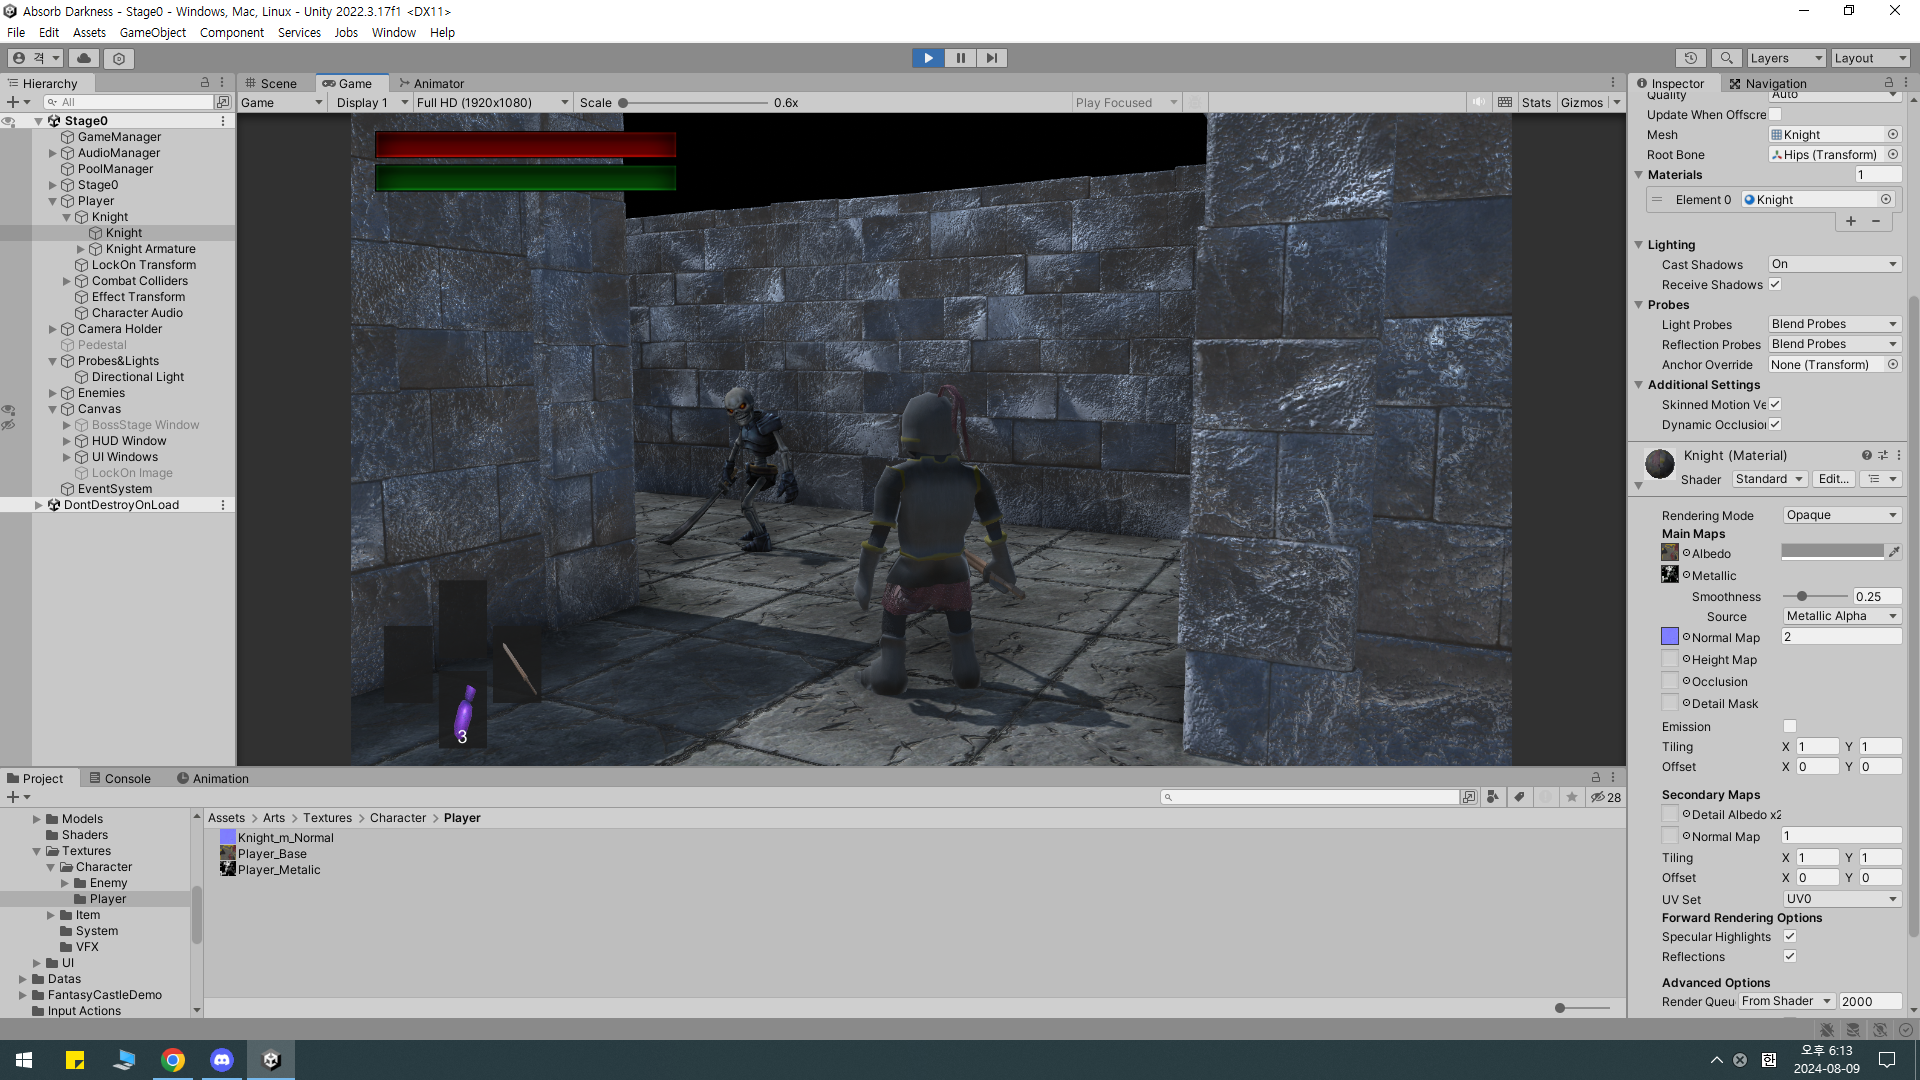 Absorb Darkness - Stage0 - Windows, Mac, Linux - Unity 2022.3.17f1 <DX11>
File Edit Assets GameObject Component Services Jobs Window Help
격
Layers Layout
Hierarchy
All
Stage0
GameManager
AudioManager
PoolManager
Stage0
Player
Knight
Knight
Knight Armature
LockOn Transform
Combat Colliders
Effect Transform
Character Audio
Camera Holder
Pedestal
Probes&Lights
Directional Light
Enemies
Canvas
BossStage Window
HUD Window
UI Windows
LockOn Image
EventSystem
DontDestroyOnLoad
Scene Game Animator
Game Display 1 Full HD (1920x1080) Scale 0.6x Play Focused Stats Gizmos
3
Inspector Navigation
Quality Auto
Update When Offscre
Mesh Knight
Root Bone Hips (Transform)
Materials 1
Element 0 Knight
Lighting
Cast Shadows On
Receive Shadows
Probes
Light Probes Blend Probes
Reflection Probes Blend Probes
Anchor Override None (Transform)
Additional Settings
Skinned Motion Ve
Dynamic Occlusion
Knight (Material)
Shader Standard Edit...
Rendering Mode Opaque
Main Maps
Albedo
Metallic
Smoothness 0.25
Source Metallic Alpha
Normal Map 2
Height Map
Occlusion
Detail Mask
Emission
Tiling X 1 Y 1
Offset X 0 Y 0
Secondary Maps
Detail Albedo x2
Normal Map 1
Tiling X 1 Y 1
Offset X 0 Y 0
UV Set UV0
Forward Rendering Options
Specular Highlights
Reflections
Advanced Options
Render Queu From Shader 2000
Project Console Animation
28
Models
Shaders
Textures
Character
Enemy
Player
Item
System
VFX
UI
Datas
FantasyCastleDemo
Input Actions
Assets > Arts > Textures > Character > Player
Knight_m_Normal
Player_Base
Player_Metalic
한
오후 6:13
2024-08-09